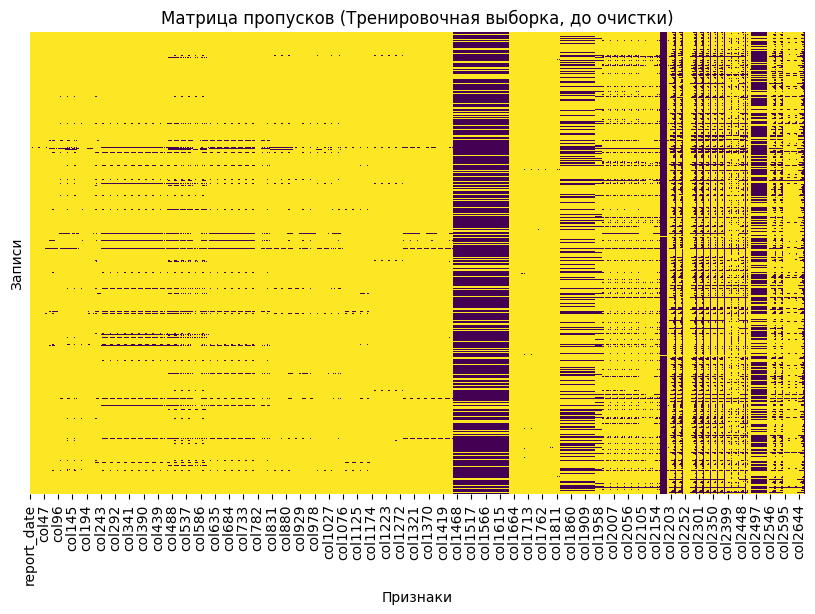 Матрица пропусков (Тренировочная выборка, до очистки)
Записи
report_date
col47
col96
col145
col194
col243
col292
col341
col390
col439
col488
col537
col586
col635
col684
col733
col782
col831
col880
col929
col978
col1027
col1076
col1125
col1174
col1223
col1272
col1321
col1370
col1419
col1468
col1517
col1566
col1615
col1664
col1713
col1762
col1811
col1860
col1909
col1958
col2007
col2056
col2105
col2154
col2203
col2252
col2301
col2350
col2399
col2448
col2497
col2546
col2595
col2644
Признаки